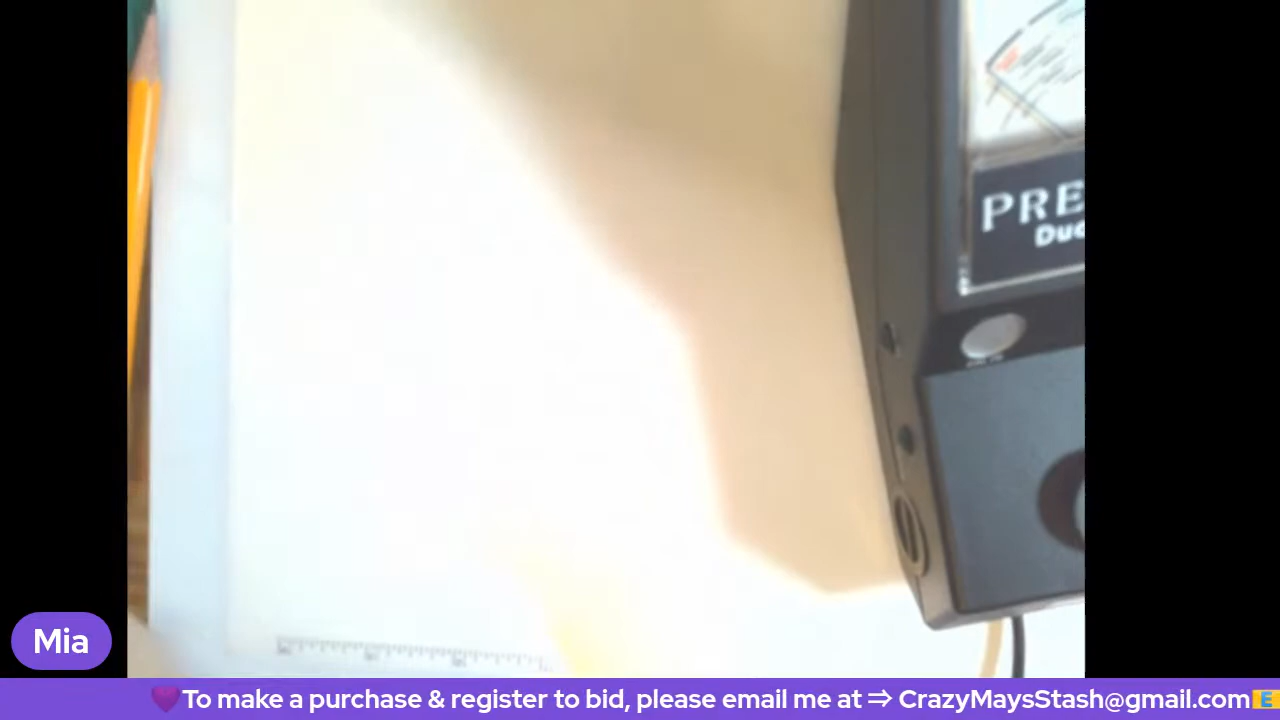 PRE
Duo
Mia
💜To make a purchase & register to bid, please email me at ⇒ CrazyMaysStash@gmail.com📧